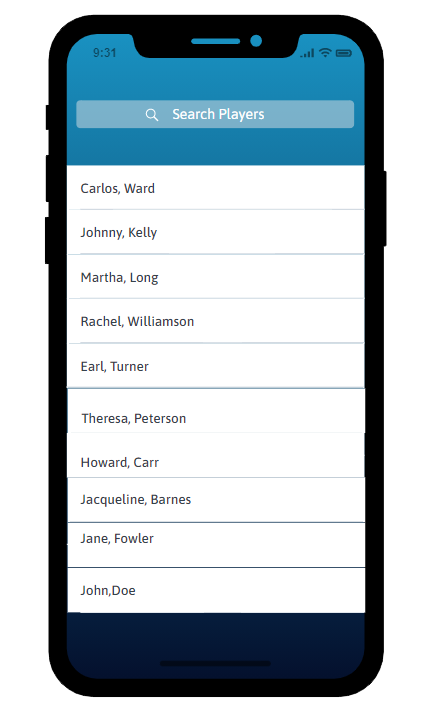 9:31
Search Players
Carlos, Ward
Johnny, Kelly
Martha, Long
Rachel, Williamson
Earl, Turner
Theresa, Peterson
Howard, Carr
Jacqueline, Barnes
Jane, Fowler
John,Doe